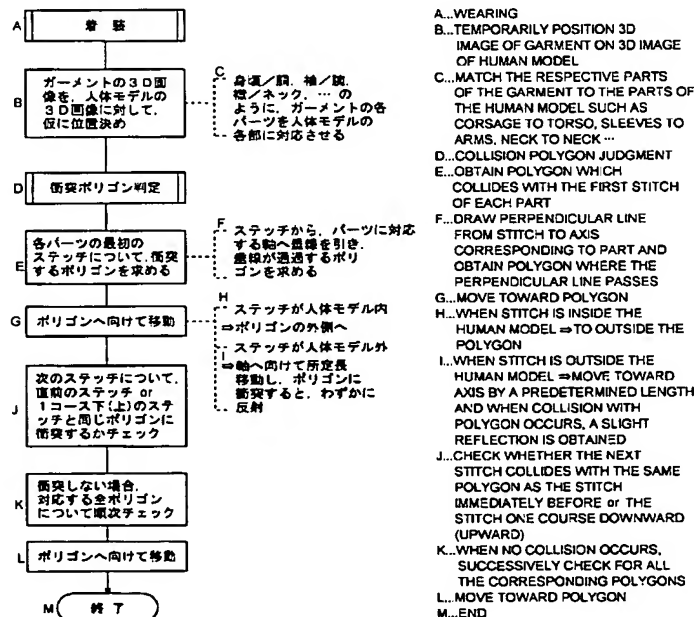 A 着 装
B ガーメントの3D画
像を、人体モデルの
3D画像に対して、
仮に位置決め
C 身頃／胴、袖／腕、
襟／ネック、… の
ように、ガーメントの各
パーツを人体モデルの
各部に対応させる
D 衝突ポリゴン判定
E 各パーツの最初の
ステッチについて、衝突
するポリゴンを求める
F ステッチから、パーツに対応
する軸へ垂線を引き、
垂線が通過するポリ
ゴンを求める
G ポリゴンへ向けて移動
H ステッチが人体モデル内
⇒ポリゴンの外側へ
ステッチが人体モデル外
I ⇒軸へ向けて所定長
移動し、ポリゴンに
衝突すると、わずかに
反射
J 次のステッチについて、
直前のステッチ or
1コース下(上)のステ
ッチと同じポリゴンに
衝突するかチェック
K 衝突しない場合、
対応する全ポリゴン
について順次チェック
L ポリゴンへ向けて移動
M 終 了
A...WEARING
B...TEMPORARILY POSITION 3D
IMAGE OF GARMENT ON 3D IMAGE
OF HUMAN MODEL
C...MATCH THE RESPECTIVE PARTS
OF THE GARMENT TO THE PARTS OF
THE HUMAN MODEL SUCH AS
CORSAGE TO TORSO, SLEEVES TO
ARMS, NECK TO NECK ...
D...COLLISION POLYGON JUDGMENT
E...OBTAIN POLYGON WHICH
COLLIDES WITH THE FIRST STITCH
OF EACH PART
F...DRAW PERPENDICULAR LINE
FROM STITCH TO AXIS
CORRESPONDING TO PART AND
OBTAIN POLYGON WHERE THE
PERPENDICULAR LINE PASSES
G...MOVE TOWARD POLYGON
H...WHEN STITCH IS INSIDE THE
HUMAN MODEL ⇒TO OUTSIDE THE
POLYGON
I...WHEN STITCH IS OUTSIDE THE
HUMAN MODEL ⇒MOVE TOWARD
AXIS BY A PREDETERMINED LENGTH
AND WHEN COLLISION WITH
POLYGON OCCURS, A SLIGHT
REFLECTION IS OBTAINED
J...CHECK WHETHER THE NEXT
STITCH COLLIDES WITH THE SAME
POLYGON AS THE STITCH
IMMEDIATELY BEFORE or THE
STITCH ONE COURSE DOWNWARD
(UPWARD)
K...WHEN NO COLLISION OCCURS,
SUCCESSIVELY CHECK FOR ALL
THE CORRESPONDING POLYGONS
L...MOVE TOWARD POLYGON
M...END